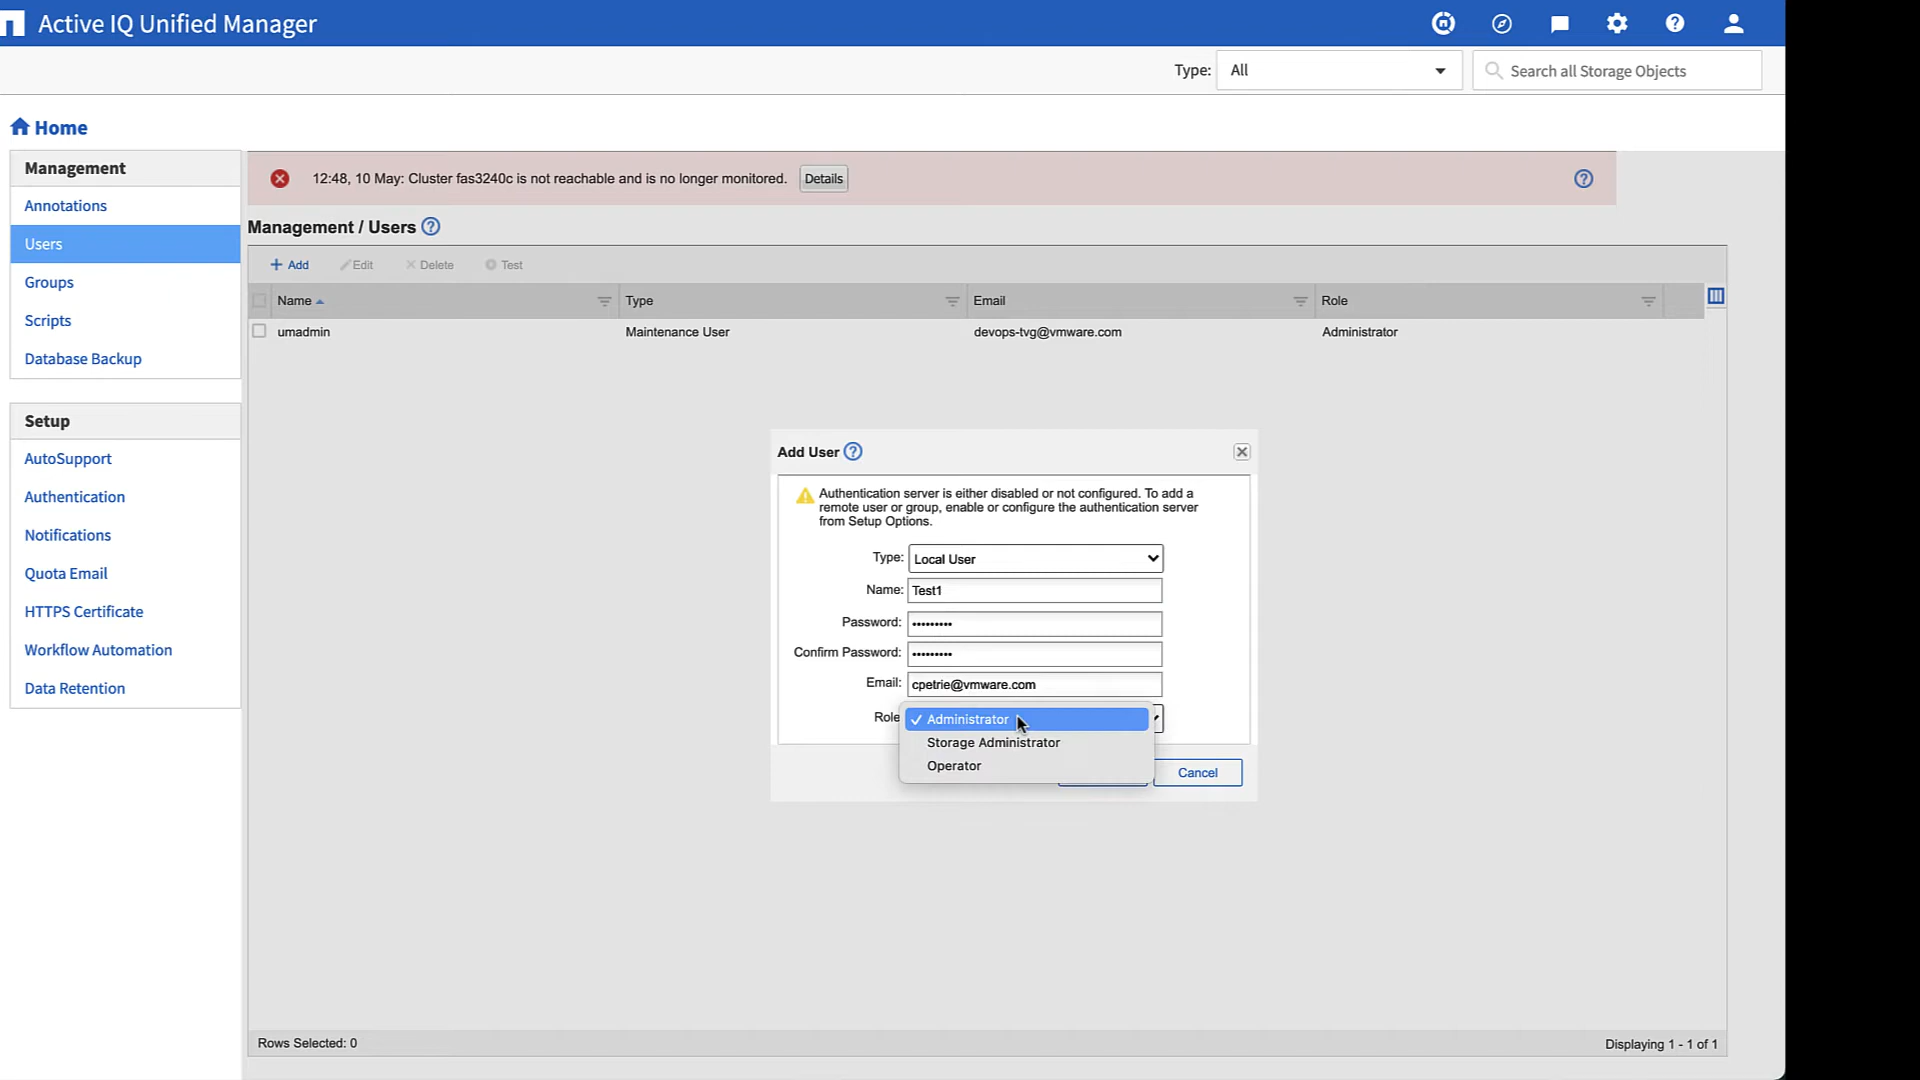 Active IQ Unified Manager
Type: All
Search all Storage Objects
Home
Management
Annotations
Users
Groups
Scripts
Database Backup
Setup
AutoSupport
Authentication
Notifications
Quota Email
HTTPS Certificate
Workflow Automation
Data Retention
12:48, 10 May: Cluster fas3240c is not reachable and is no longer monitored. Details
Management / Users
Add Edit Delete Test
Name Type Email Role
umadmin Maintenance User devops-tvg@vmware.com Administrator
Add User
Authentication server is either disabled or not configured. To add a
remote user or group, enable or configure the authentication server
from Setup Options.
Type: Local User
Name: Test1
Password: •••••••••
Confirm Password: •••••••••
Email: cpetrie@vmware.com
Role Administrator
Storage Administrator
Operator
Cancel
Rows Selected: 0
Displaying 1 - 1 of 1